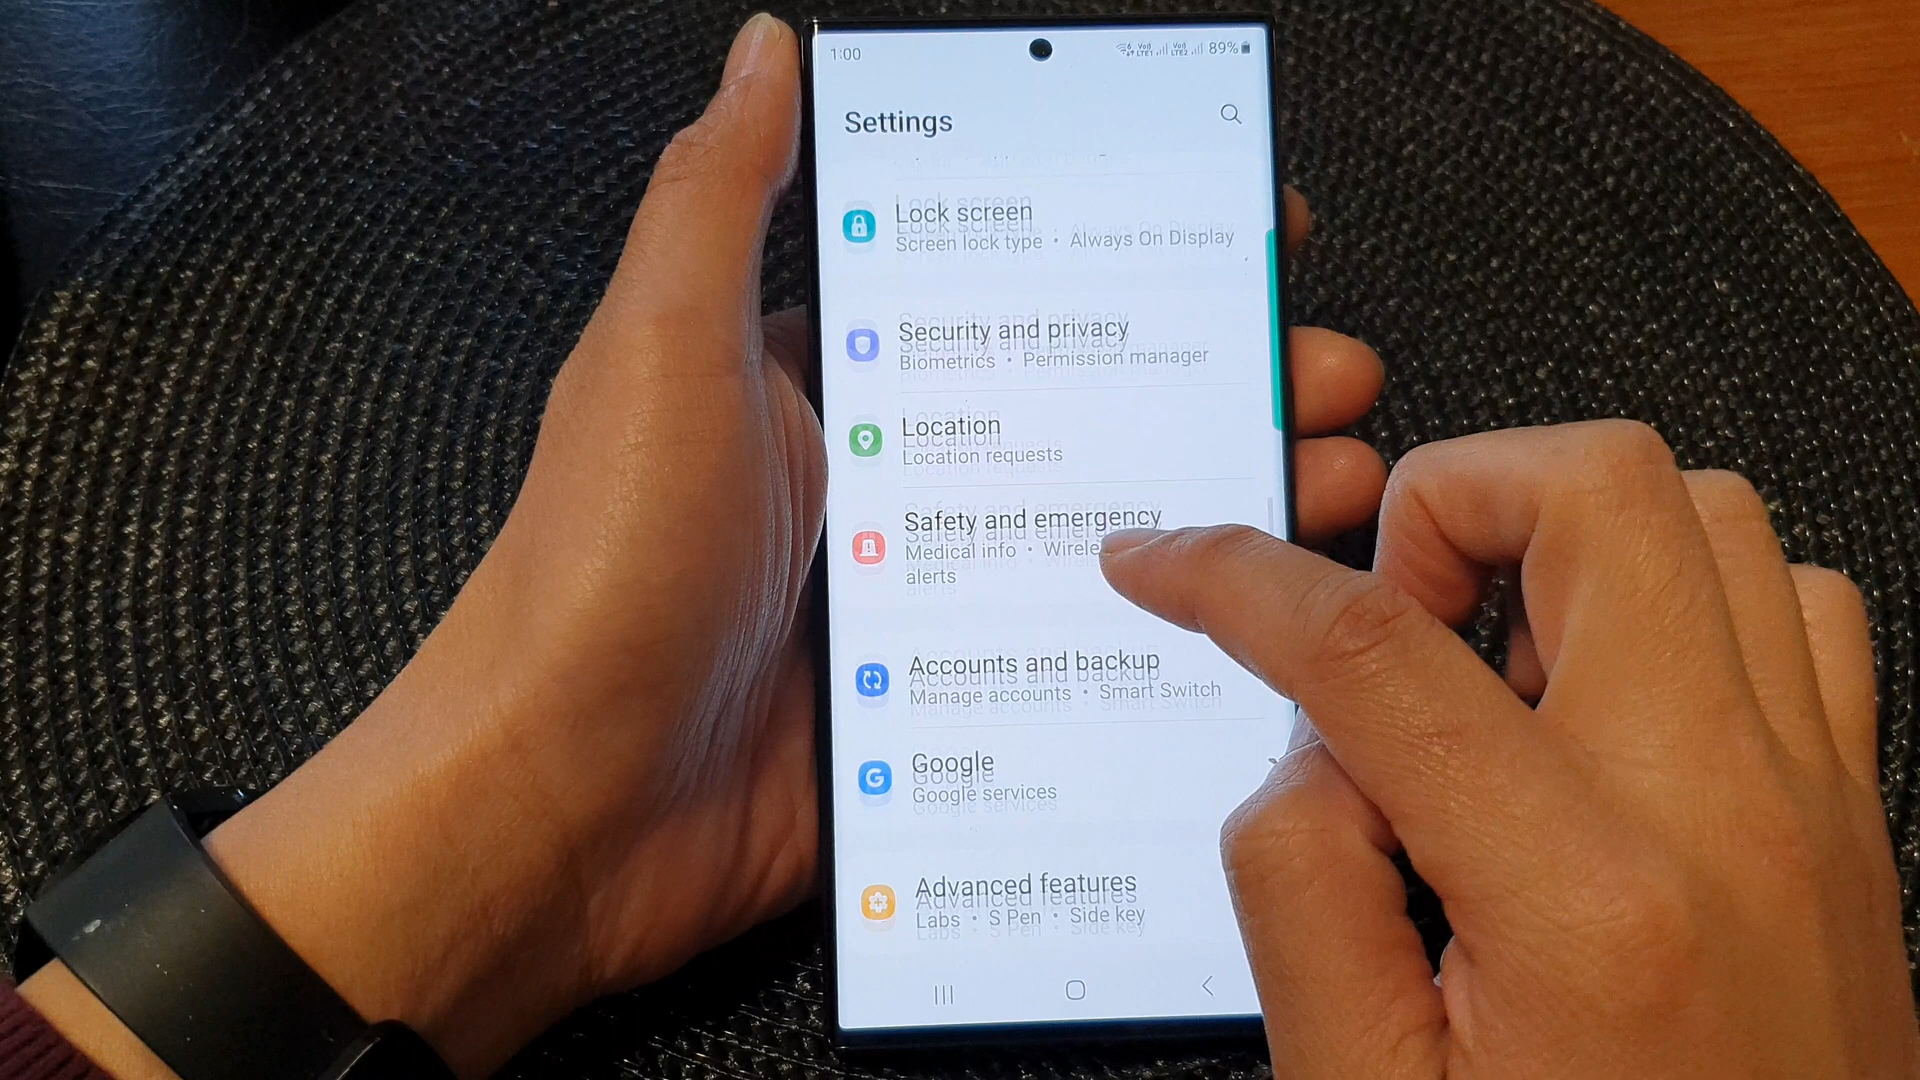 1:00
89%
Settings
Lock screen
Screen lock type • Always On Display
Security and privacy
Biometrics • Permission manager
Location
Location requests
Safety and emergency
Medical info •
alerts
Accounts and backup
Manage accounts • Smart Switch
Google
Google services
Advanced features
Labs • S Pen • Side key